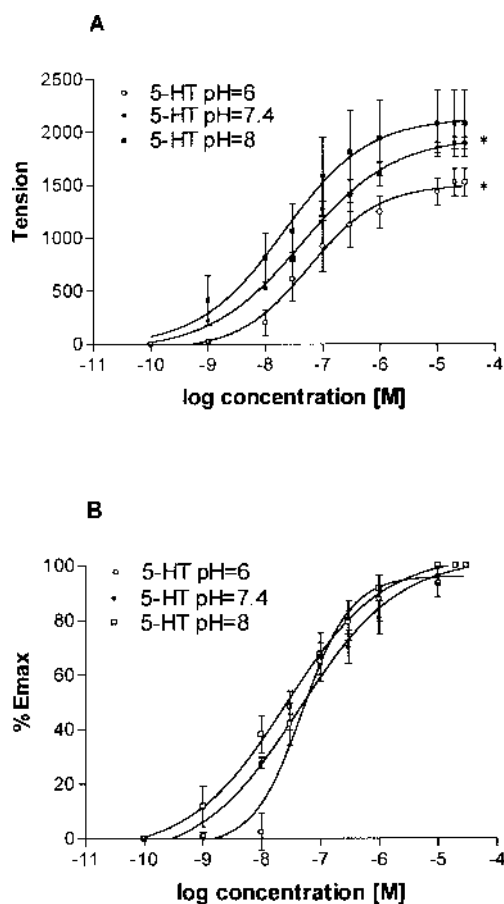 A
2500
2000
1500
1000
500
0
Tension
5-HT pH=6
5-HT pH=7.4
5-HT pH=8
*
*
-11 -10 -9 -8 -7 -6 -5 -4
log concentration [M]
B
100
80
60
40
20
0
% Emax
5-HT pH=6
5-HT pH=7.4
5-HT pH=8
-11 -10 -9 -8 -7 -6 -5 -4
log concentration [M]